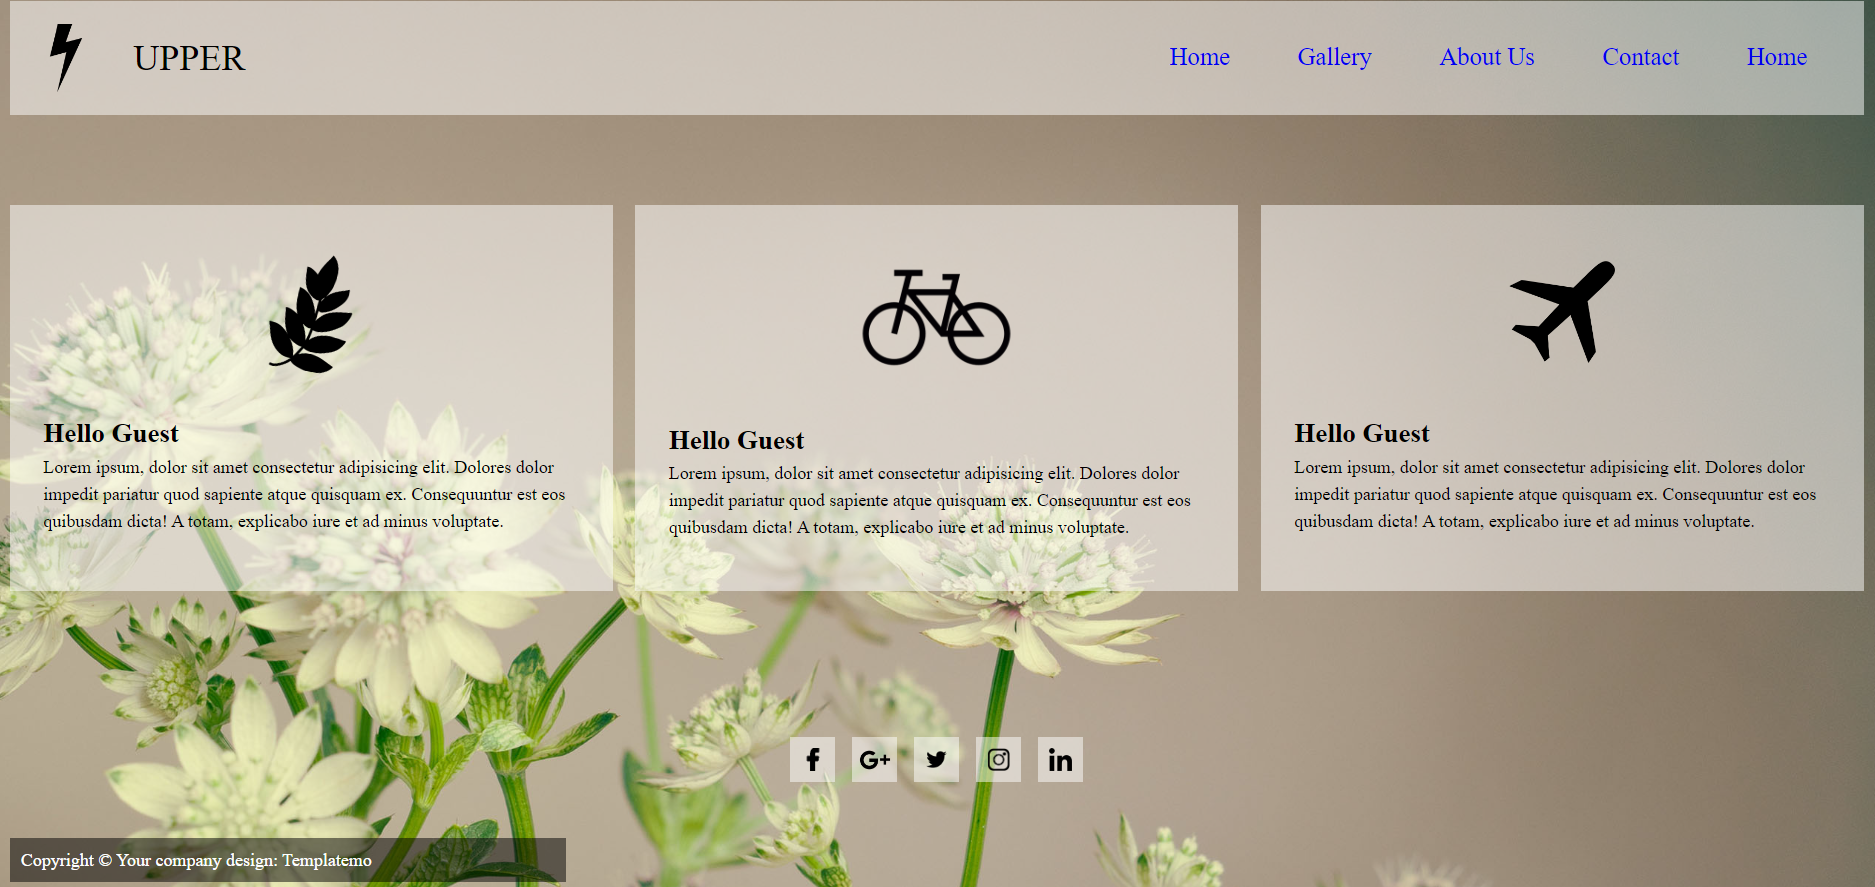 UPPER
Home Gallery About Us Contact Home
Hello Guest
Lorem ipsum, dolor sit amet consectetur adipisicing elit. Dolores dolor
impedit pariatur quod sapiente atque quisquam ex. Consequuntur est eos
quibusdam dicta! A totam, explicabo iure et ad minus voluptate.
Hello Guest
Lorem ipsum, dolor sit amet consectetur adipisicing elit. Dolores dolor
impedit pariatur quod sapiente atque quisquam ex. Consequuntur est eos
quibusdam dicta! A totam, explicabo iure et ad minus voluptate.
Hello Guest
Lorem ipsum, dolor sit amet consectetur adipisicing elit. Dolores dolor
impedit pariatur quod sapiente atque quisquam ex. Consequuntur est eos
quibusdam dicta! A totam, explicabo iure et ad minus voluptate.
Copyright © Your company design: Templatemo